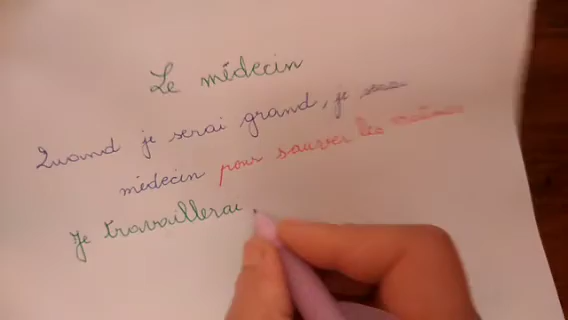 Le médecin
Quand je serai grand, je
médecin pour sauver les
Je travaillerai